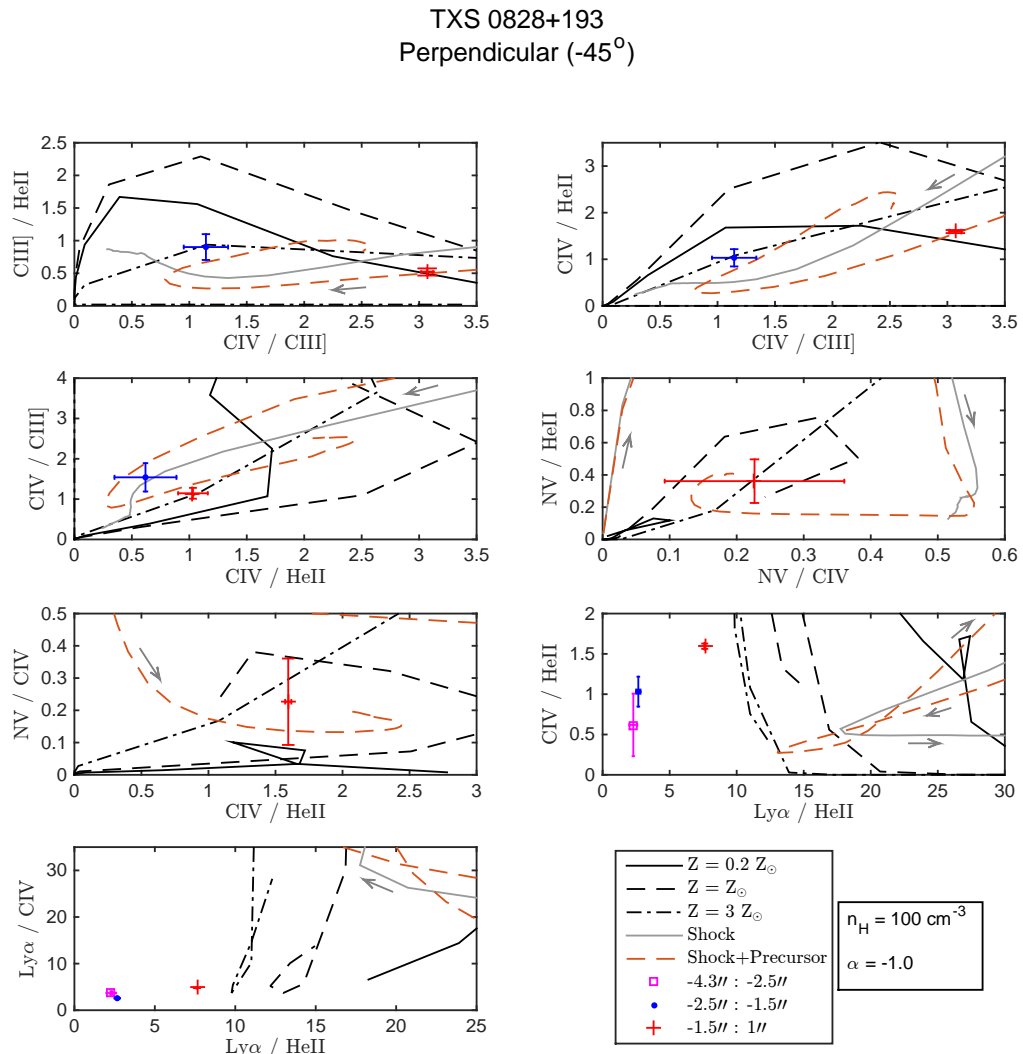 TXS 0828+193
Perpendicular (-45°)
CIII] / HeII
2.5
2
1.5
1
0.5
0
0 0.5 1 1.5 2 2.5 3 3.5
CIV / CIII]
CIV / HeII
3
2
1
0
0 0.5 1 1.5 2 2.5 3 3.5
CIV / CIII]
CIV / CIII]
4
3
2
1
0
0 0.5 1 1.5 2 2.5 3 3.5
CIV / HeII
NV / HeII
1
0.8
0.6
0.4
0.2
0
0 0.1 0.2 0.3 0.4 0.5 0.6
NV / CIV
NV / CIV
0.5
0.4
0.3
0.2
0.1
0
0 0.5 1 1.5 2 2.5 3
CIV / HeII
CIV / HeII
2
1.5
1
0.5
0
0 5 10 15 20 25 30
Lyα / HeII
Lyα / CIV
30
20
10
0
0 5 10 15 20 25
Lyα / HeII
Z = 0.2 Z☉
Z = Z☉
Z = 3 Z☉
Shock
Shock+Precursor
-4.3″ : -2.5″
-2.5″ : -1.5″
-1.5″ : 1″
n_H = 100 cm⁻³
α = -1.0